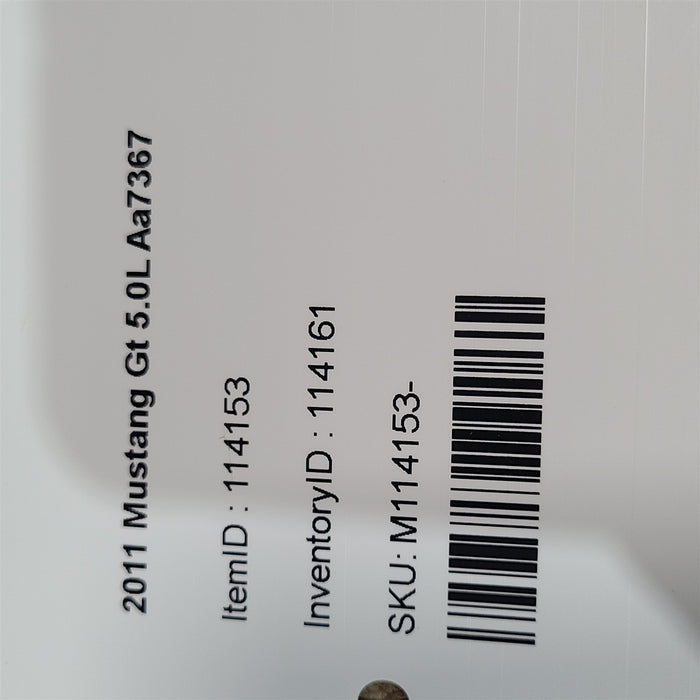 2011 Mustang Gt 5.0L Aa7367
ItemID : 114153
InventoryID : 114161
SKU: M114153-